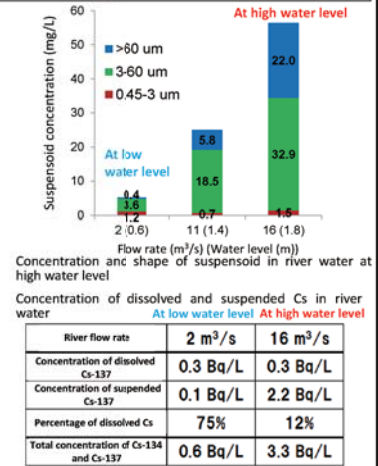 60
At high water level
50
40
30
20
10
0
Suspensoid concentration (mg/L)
>60 um
3-60 um
0.45-3 um
At low
water level
0.4
3.6
1.2
5.8
18.5
0.7
22.0
32.9
1.5
2 (0.6)
11 (1.4)
16 (1.8)
Flow rate (m³/s) (Water level (m))
Concentration and shape of suspensoid in river water at
high water level
Concentration of dissolved and suspended Cs in river
water At low water level At high water level
River flow rate 2 m³/s 16 m³/s
Concentration of dissolved
Cs-137 0.3 Bq/L 0.3 Bq/L
Concentration of suspended
Cs-137 0.1 Bq/L 2.2 Bq/L
Percentage of dissolved Cs 75% 12%
Total concentration of Cs-134
and Cs-137 0.6 Bq/L 3.3 Bq/L